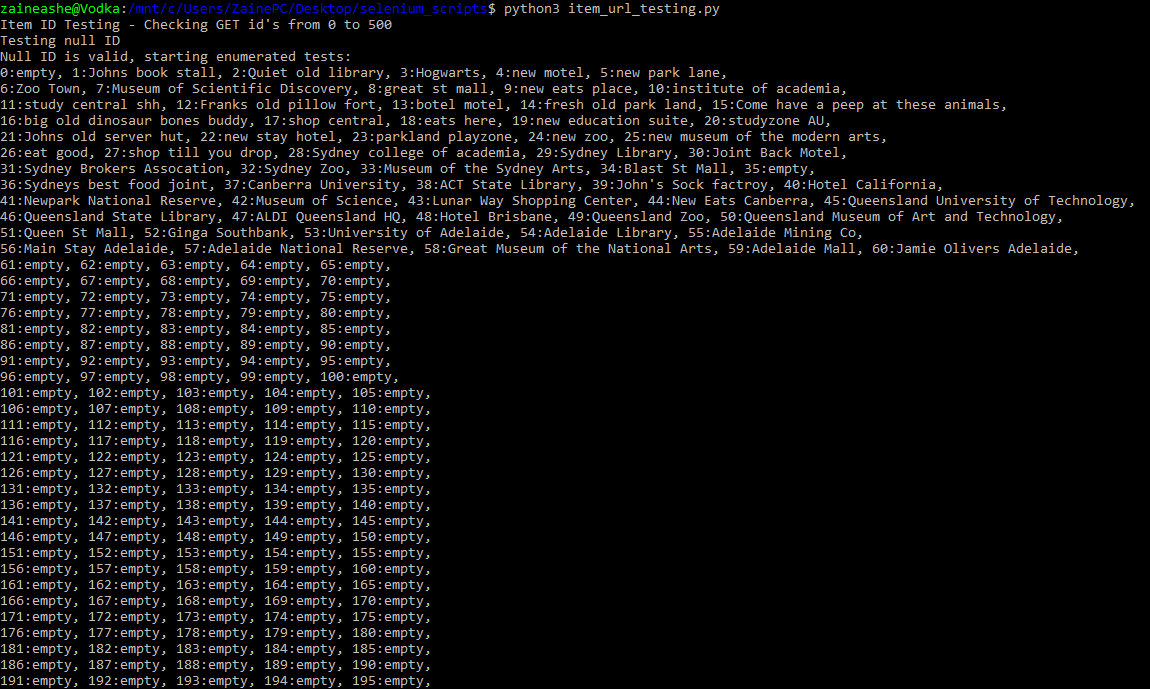 zaineashe@Vodka:/mnt/c/Users/ZainePC/Desktop/selenium_scripts$ python3 item_url_testing.py
Item ID Testing - Checking GET id's from 0 to 500
Testing null ID
Null ID is valid, starting enumerated tests:
0:empty, 1:Johns book stall, 2:Quiet old library, 3:Hogwarts, 4:new motel, 5:new park lane,
6:Zoo Town, 7:Museum of Scientific Discovery, 8:great st mall, 9:new eats place, 10:institute of academia,
11:study central shh, 12:Franks old pillow fort, 13:botel motel, 14:fresh old park land, 15:Come have a peep at these animals,
16:big old dinosaur bones buddy, 17:shop central, 18:eats here, 19:new education suite, 20:studyzone AU,
21:Johns old server hut, 22:new stay hotel, 23:parkland playzone, 24:new zoo, 25:new museum of the modern arts,
26:eat good, 27:shop till you drop, 28:Sydney college of academia, 29:Sydney Library, 30:Joint Back Motel,
31:Sydney Brokers Assocation, 32:Sydney Zoo, 33:Museum of the Sydney Arts, 34:Blast St Mall, 35:empty,
36:Sydneys best food joint, 37:Canberra University, 38:ACT State Library, 39:John's Sock factroy, 40:Hotel California,
41:Newpark National Reserve, 42:Museum of Science, 43:Lunar Way Shopping Center, 44:New Eats Canberra, 45:Queensland University of Technology,
46:Queensland State Library, 47:ALDI Queensland HQ, 48:Hotel Brisbane, 49:Queensland Zoo, 50:Queensland Museum of Art and Technology,
51:Queen St Mall, 52:Ginga Southbank, 53:University of Adelaide, 54:Adelaide Library, 55:Adelaide Mining Co,
56:Main Stay Adelaide, 57:Adelaide National Reserve, 58:Great Museum of the National Arts, 59:Adelaide Mall, 60:Jamie Olivers Adelaide,
61:empty, 62:empty, 63:empty, 64:empty, 65:empty,
66:empty, 67:empty, 68:empty, 69:empty, 70:empty,
71:empty, 72:empty, 73:empty, 74:empty, 75:empty,
76:empty, 77:empty, 78:empty, 79:empty, 80:empty,
81:empty, 82:empty, 83:empty, 84:empty, 85:empty,
86:empty, 87:empty, 88:empty, 89:empty, 90:empty,
91:empty, 92:empty, 93:empty, 94:empty, 95:empty,
96:empty, 97:empty, 98:empty, 99:empty, 100:empty,
101:empty, 102:empty, 103:empty, 104:empty, 105:empty,
106:empty, 107:empty, 108:empty, 109:empty, 110:empty,
111:empty, 112:empty, 113:empty, 114:empty, 115:empty,
116:empty, 117:empty, 118:empty, 119:empty, 120:empty,
121:empty, 122:empty, 123:empty, 124:empty, 125:empty,
126:empty, 127:empty, 128:empty, 129:empty, 130:empty,
131:empty, 132:empty, 133:empty, 134:empty, 135:empty,
136:empty, 137:empty, 138:empty, 139:empty, 140:empty,
141:empty, 142:empty, 143:empty, 144:empty, 145:empty,
146:empty, 147:empty, 148:empty, 149:empty, 150:empty,
151:empty, 152:empty, 153:empty, 154:empty, 155:empty,
156:empty, 157:empty, 158:empty, 159:empty, 160:empty,
161:empty, 162:empty, 163:empty, 164:empty, 165:empty,
166:empty, 167:empty, 168:empty, 169:empty, 170:empty,
171:empty, 172:empty, 173:empty, 174:empty, 175:empty,
176:empty, 177:empty, 178:empty, 179:empty, 180:empty,
181:empty, 182:empty, 183:empty, 184:empty, 185:empty,
186:empty, 187:empty, 188:empty, 189:empty, 190:empty,
191:empty, 192:empty, 193:empty, 194:empty, 195:empty,